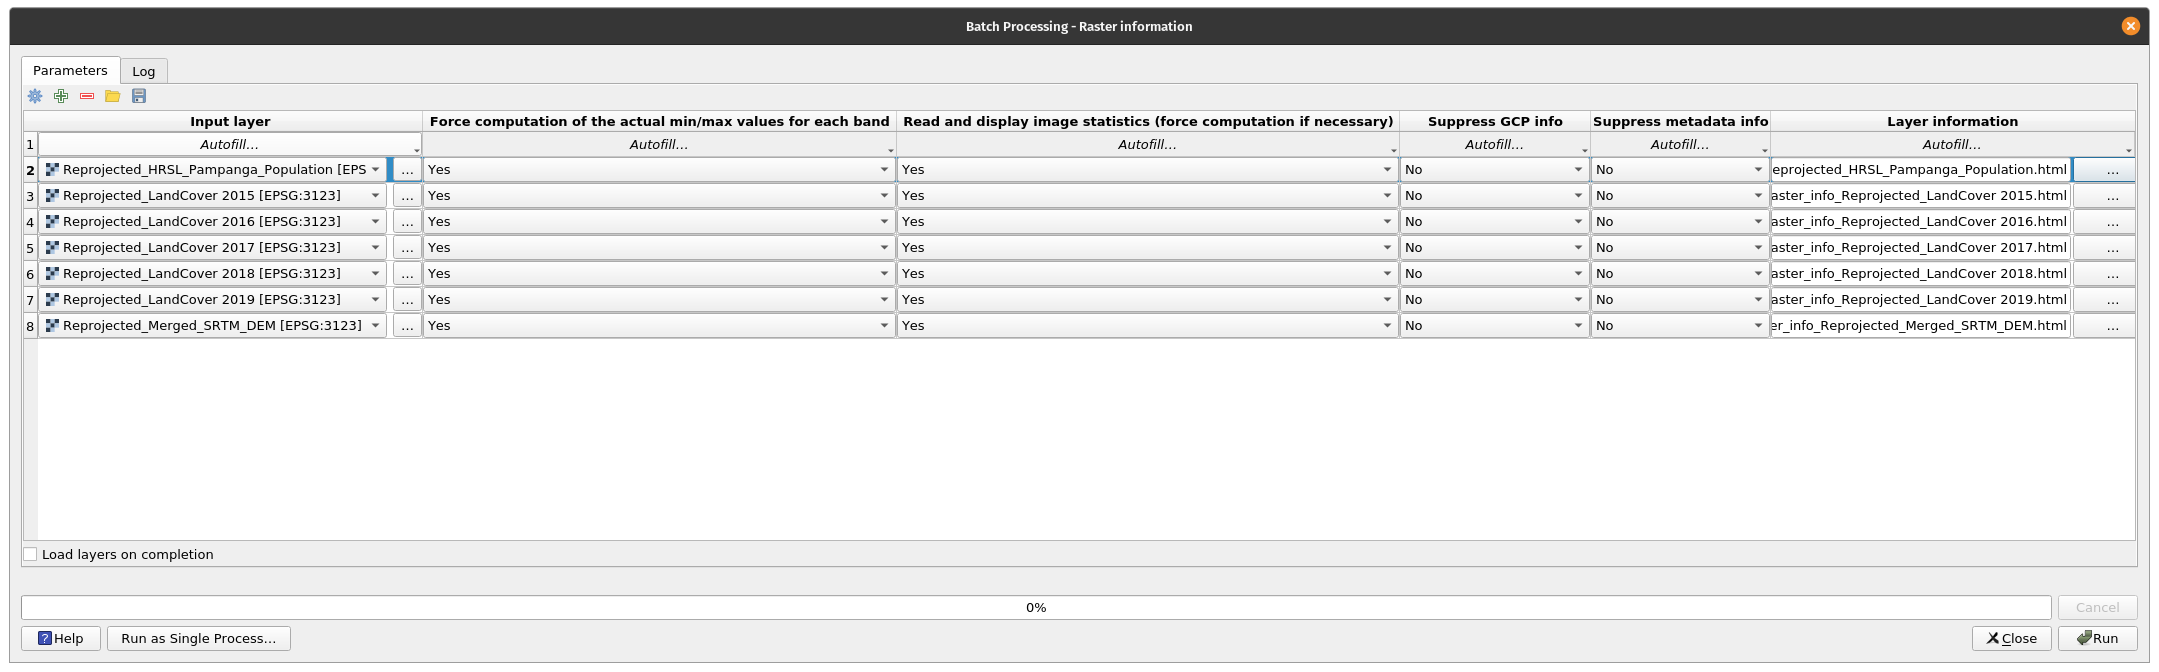 Batch Processing - Raster information
Parameters Log
Input layer Force computation of the actual min/max values for each band Read and display image statistics (force computation if necessary) Suppress GCP info Suppress metadata info Layer information
1 Autofill... Autofill... Autofill... Autofill... Autofill... Autofill...
2 Reprojected_HRSL_Pampanga_Population [EPS ... Yes Yes No No eprojected_HRSL_Pampanga_Population.html ...
3 Reprojected_LandCover 2015 [EPSG:3123] ... Yes Yes No No aster_info_Reprojected_LandCover 2015.html ...
4 Reprojected_LandCover 2016 [EPSG:3123] ... Yes Yes No No aster_info_Reprojected_LandCover 2016.html ...
5 Reprojected_LandCover 2017 [EPSG:3123] ... Yes Yes No No aster_info_Reprojected_LandCover 2017.html ...
6 Reprojected_LandCover 2018 [EPSG:3123] ... Yes Yes No No aster_info_Reprojected_LandCover 2018.html ...
7 Reprojected_LandCover 2019 [EPSG:3123] ... Yes Yes No No aster_info_Reprojected_LandCover 2019.html ...
8 Reprojected_Merged_SRTM_DEM [EPSG:3123] ... Yes Yes No No er_info_Reprojected_Merged_SRTM_DEM.html ...
Load layers on completion
0% Cancel
? Help Run as Single Process... Close Run